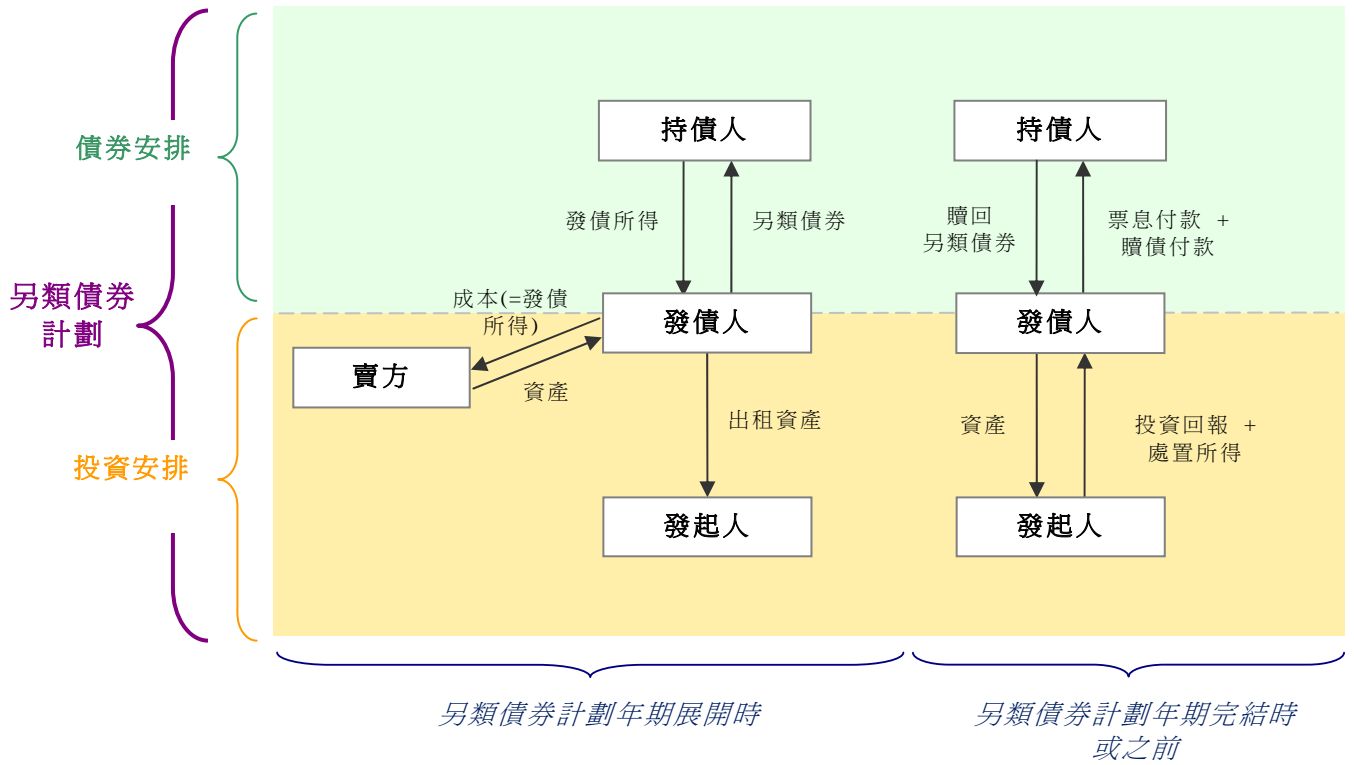 持債人
持債人
債券安排
發債所得
另類債券
贖回
另類債券
票息付款 +
贖債付款
另類債券
計劃
成本(=發債
所得)
發債人
發債人
賣方
資產
出租資產
資產
投資回報 +
處置所得
投資安排
發起人
發起人
另類債券計劃年期展開時
另類債券計劃年期完結時
或之前